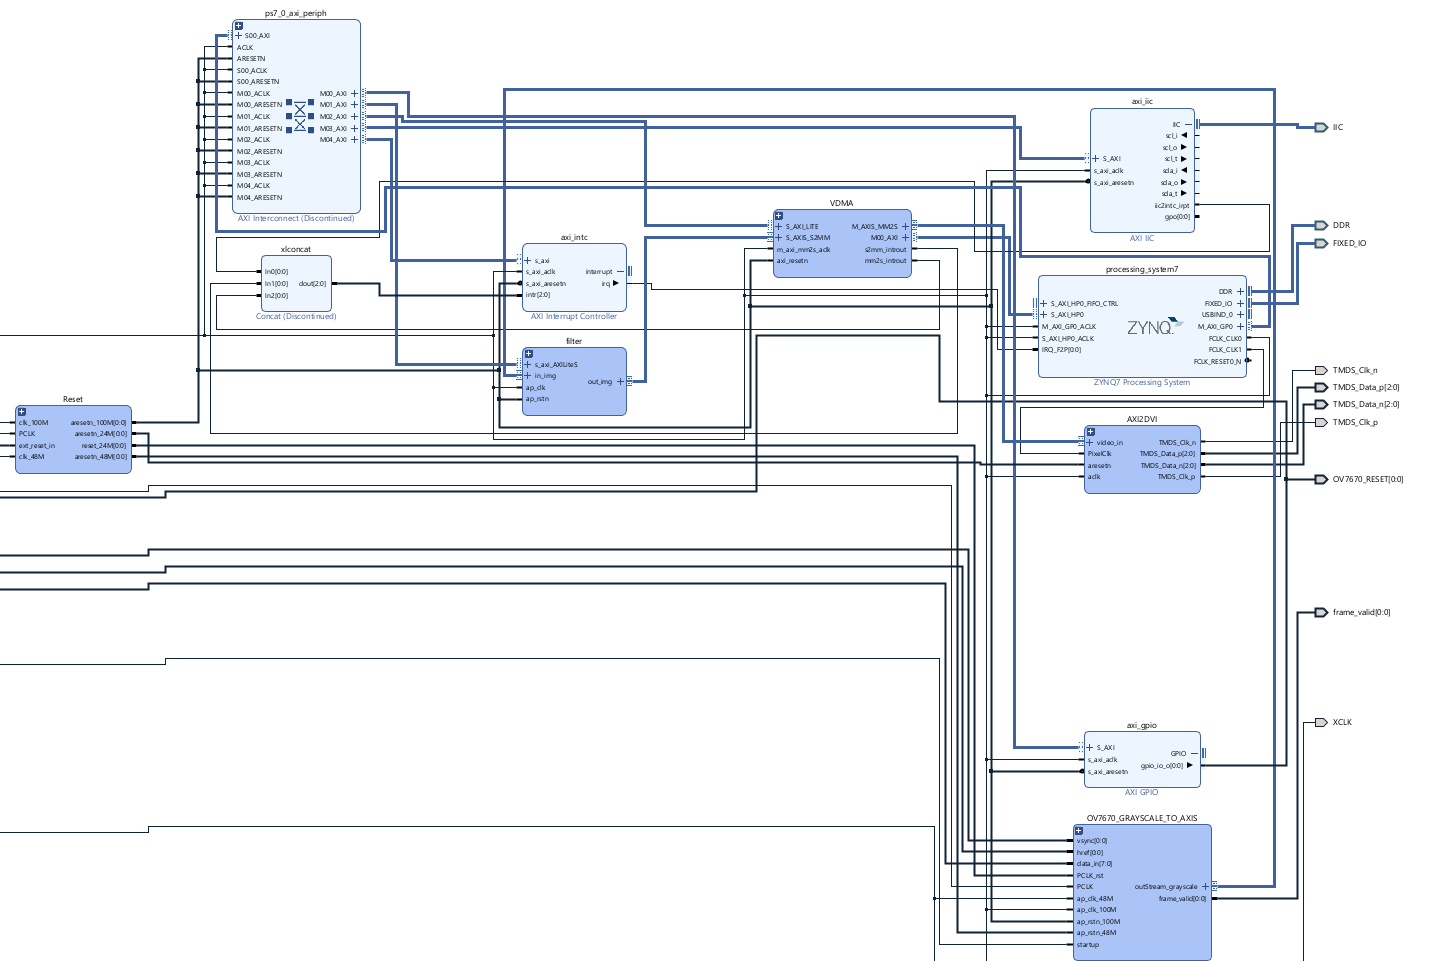 ps7_0_axi_periph
S00_AXI
ACLK
ARESETN
S00_ACLK
S00_ARESETN
M00_ACLK
M00_ARESETN
M01_ACLK
M01_ARESETN
M02_ACLK
M02_ARESETN
M03_ACLK
M03_ARESETN
M04_ACLK
M04_ARESETN
M00_AXI
M01_AXI
M02_AXI
M03_AXI
M04_AXI
AXI Interconnect (Discontinued)
xlconcat
In0[0:0]
In1[0:0]
In2[0:0]
dout[2:0]
Concat (Discontinued)
Reset
clk_100M
PCLK
ext_reset_in
clk_48M
aresetn_100M[0:0]
aresetn_24M[0:0]
reset_24M[0:0]
aresetn_48M[0:0]
axi_intc
s_axi
s_axi_aclk
s_axi_aresetn
intr[2:0]
interrupt
irq
AXI Interrupt Controller
filter
s_axi_AXILiteS
in_img
ap_clk
ap_rstn
out_img
VDMA
S_AXI_LITE
S_AXIS_S2MM
m_axi_mm2s_aclk
axi_resetn
M_AXIS_MM2S
M00_AXI
s2mm_introut
mm2s_introut
axi_iic
S_AXI
s_axi_aclk
s_axi_aresetn
IIC
scl_i
scl_o
scl_t
sda_i
sda_o
sda_t
iic2intc_irpt
gpo[0:0]
AXI IIC
processing_system7
S_AXI_HP0_FIFO_CTRL
S_AXI_HP0
M_AXI_GP0_ACLK
S_AXI_HP0_ACLK
IRQ_F2P[0:0]
ZYNQ
DDR
FIXED_IO
USBIND_0
M_AXI_GP0
FCLK_CLK0
FCLK_CLK1
FCLK_RESET0_N
ZYNQ7 Processing System
AXI2DVI
video_in
PixelClk
aresetn
aclk
TMDS_Clk_n
TMDS_Data_p[2:0]
TMDS_Data_n[2:0]
TMDS_Clk_p
axi_gpio
S_AXI
s_axi_aclk
s_axi_aresetn
GPIO
gpio_io_o[0:0]
AXI GPIO
OV7670_GRAYSCALE_TO_AXIS
vsync[0:0]
href[0:0]
data_in[7:0]
PCLK_rst
PCLK
ap_clk_48M
ap_clk_100M
ap_rstn_100M
ap_rstn_48M
startup
outStream_grayscale
frame_valid[0:0]
IIC
DDR
FIXED_IO
TMDS_Clk_n
TMDS_Data_p[2:0]
TMDS_Data_n[2:0]
TMDS_Clk_p
OV7670_RESET[0:0]
frame_valid[0:0]
XCLK